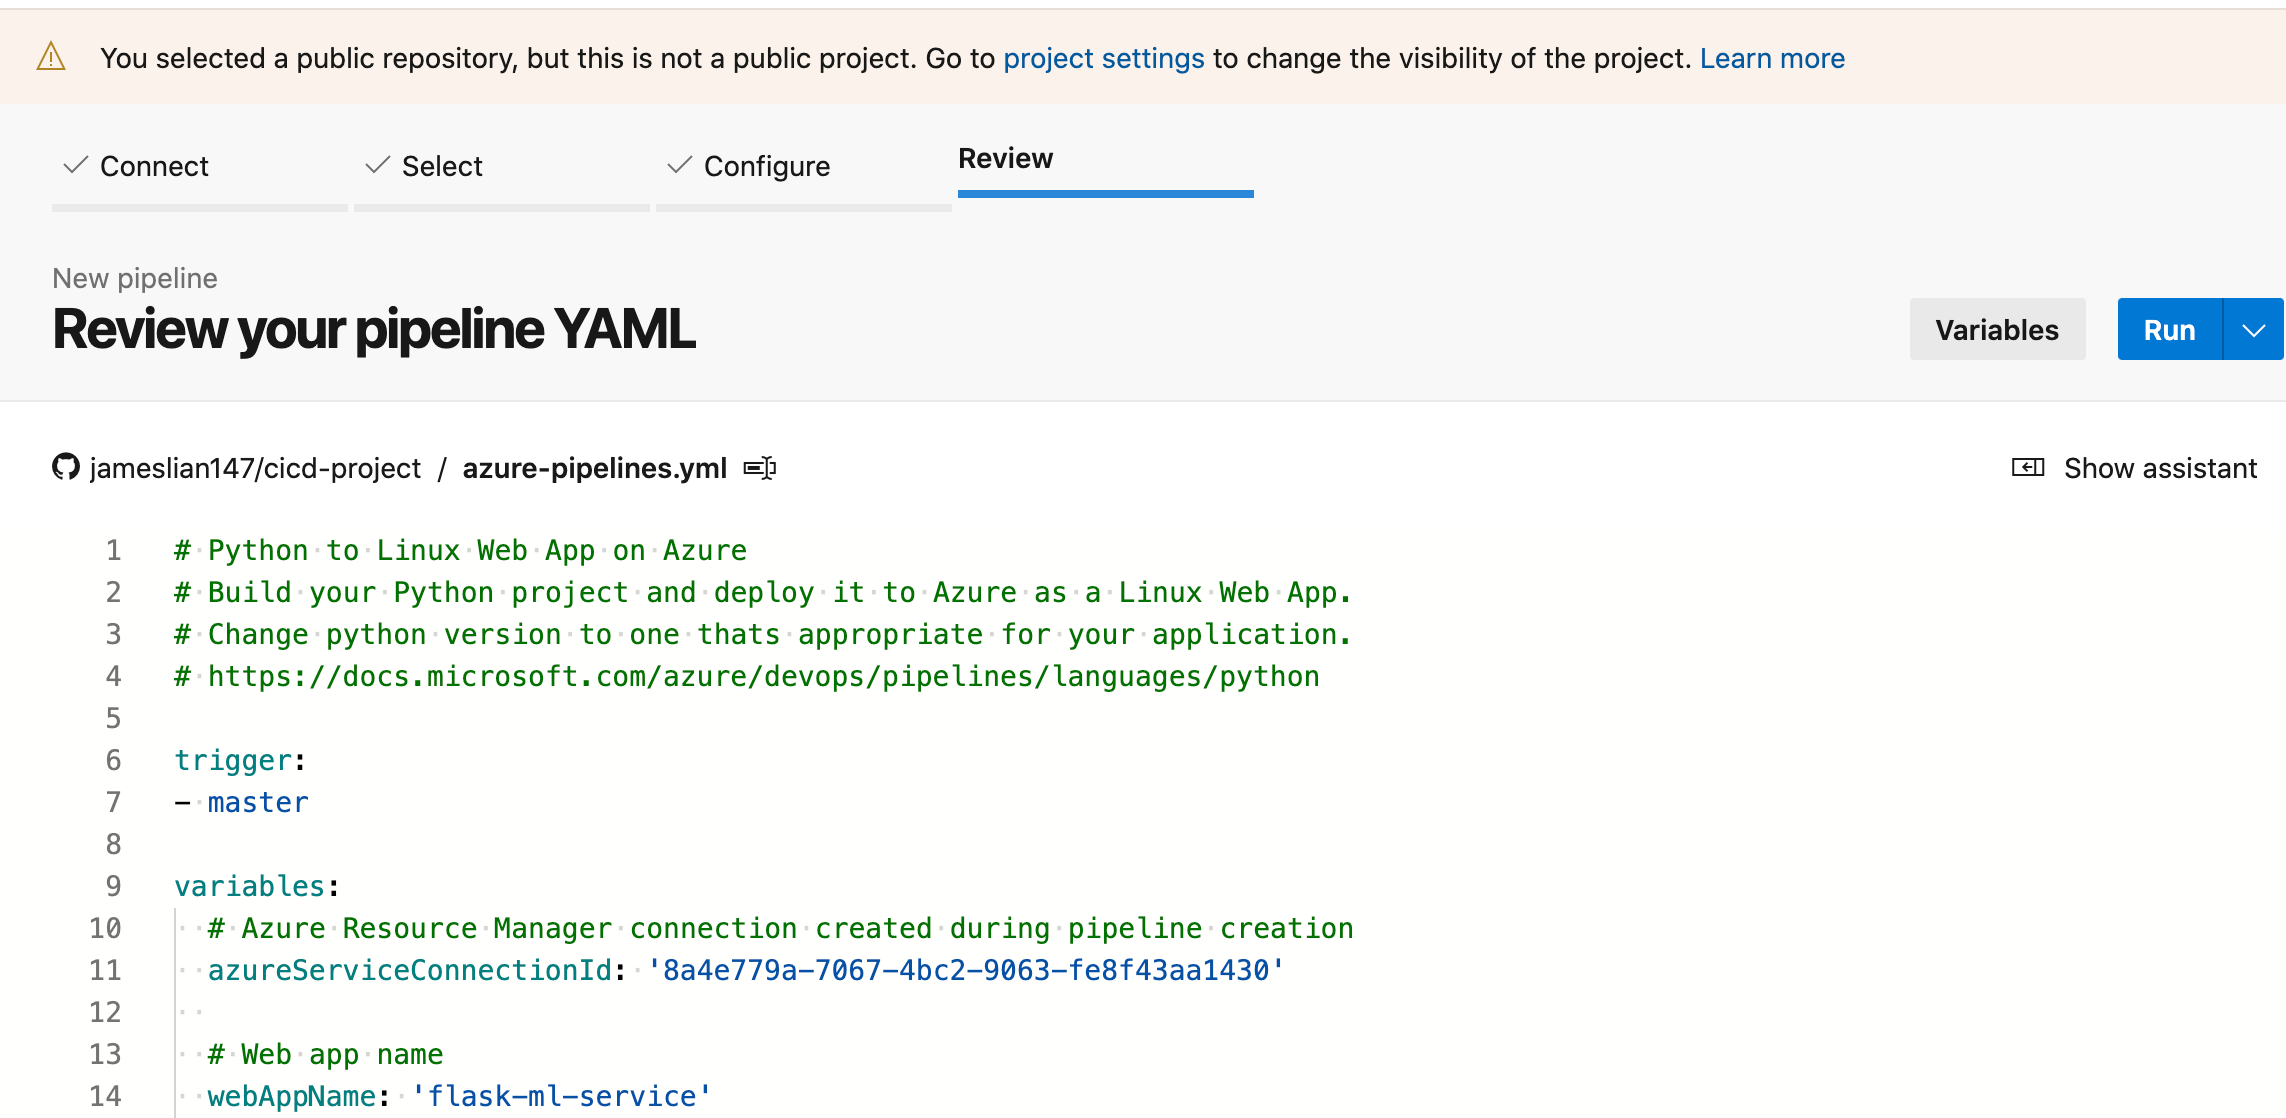 You selected a public repository, but this is not a public project. Go to project settings to change the visibility of the project. Learn more
Connect
Select
Configure
Review
New pipeline
Review your pipeline YAML
Variables
Run
jameslian147/cicd-project / azure-pipelines.yml
Show assistant
1 # Python to Linux Web App on Azure
2 # Build your Python project and deploy it to Azure as a Linux Web App.
3 # Change python version to one thats appropriate for your application.
4 # https://docs.microsoft.com/azure/devops/pipelines/languages/python
5
6 trigger:
7 - master
8
9 variables:
10   # Azure Resource Manager connection created during pipeline creation
11   azureServiceConnectionId: '8a4e779a-7067-4bc2-9063-fe8f43aa1430'
12
13   # Web app name
14   webAppName: 'flask-ml-service'